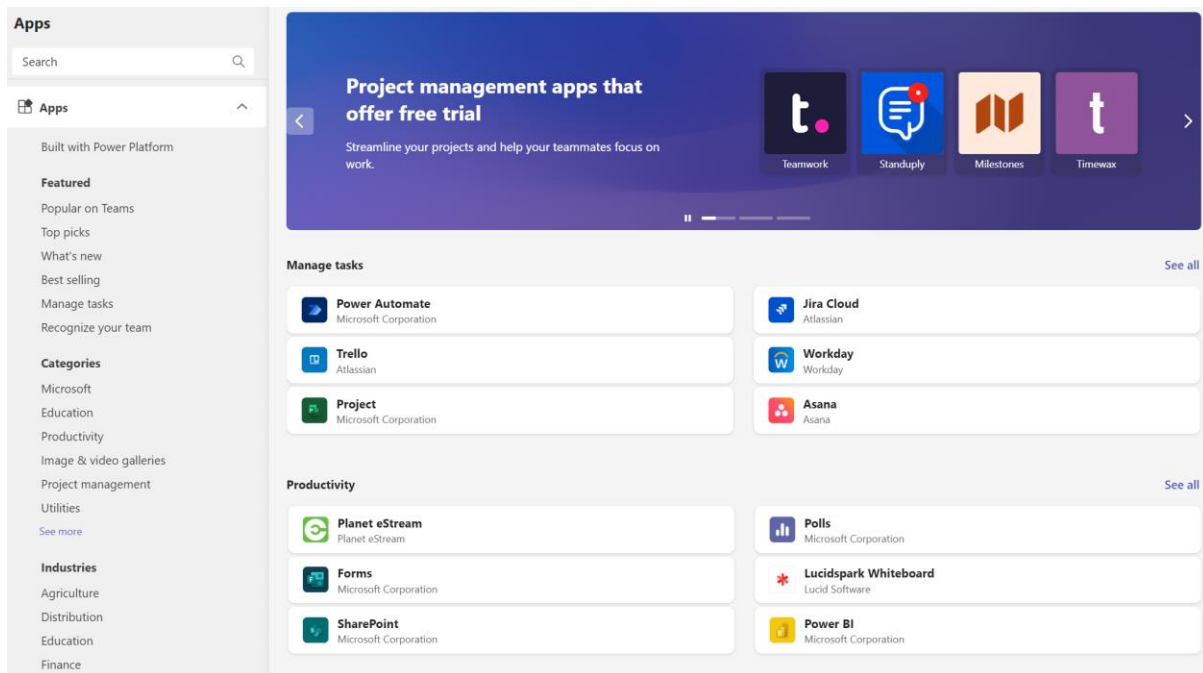 Apps
Search
Apps
Built with Power Platform
Featured
Popular on Teams
Top picks
What's new
Best selling
Manage tasks
Recognize your team
Categories
Microsoft
Education
Productivity
Image & video galleries
Project management
Utilities
See more
Industries
Agriculture
Distribution
Education
Finance
Project management apps that
offer free trial
Streamline your projects and help your teammates focus on
work.
t.
t
Teamwork
Standuply
Milestones
Timewax
Manage tasks
See all
Power Automate
Microsoft Corporation
Jira Cloud
Atlassian
Trello
Atlassian
Workday
Workday
Project
Microsoft Corporation
Asana
Asana
Productivity
See all
Planet eStream
Planet eStream
Polls
Microsoft Corporation
Forms
Microsoft Corporation
Lucidspark Whiteboard
Lucid Software
SharePoint
Microsoft Corporation
Power BI
Microsoft Corporation